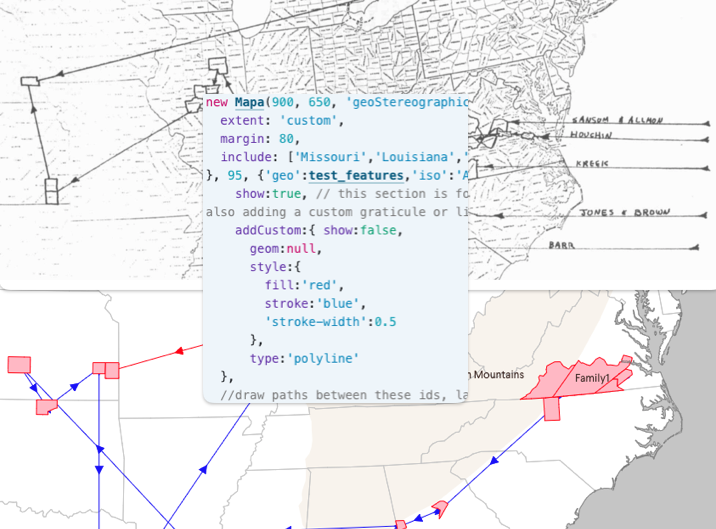 SANSOM & ALLMON
HOUCHIN
KREEK
JONES & BROWN
BARR
new Mapa(900, 650, 'geoStereographic
extent: 'custom',
margin: 80,
include: ['Missouri','Louisiana','
}, 95, {'geo':test_features,'iso':'A
show:true, // this section is fo
also adding a custom graticule or li
addCustom:{ show:false,
geom:null,
style:{
fill:'red',
stroke:'blue',
'stroke-width':0.5
},
type:'polyline'
},
//draw paths between these ids, la
Mountains
Family1